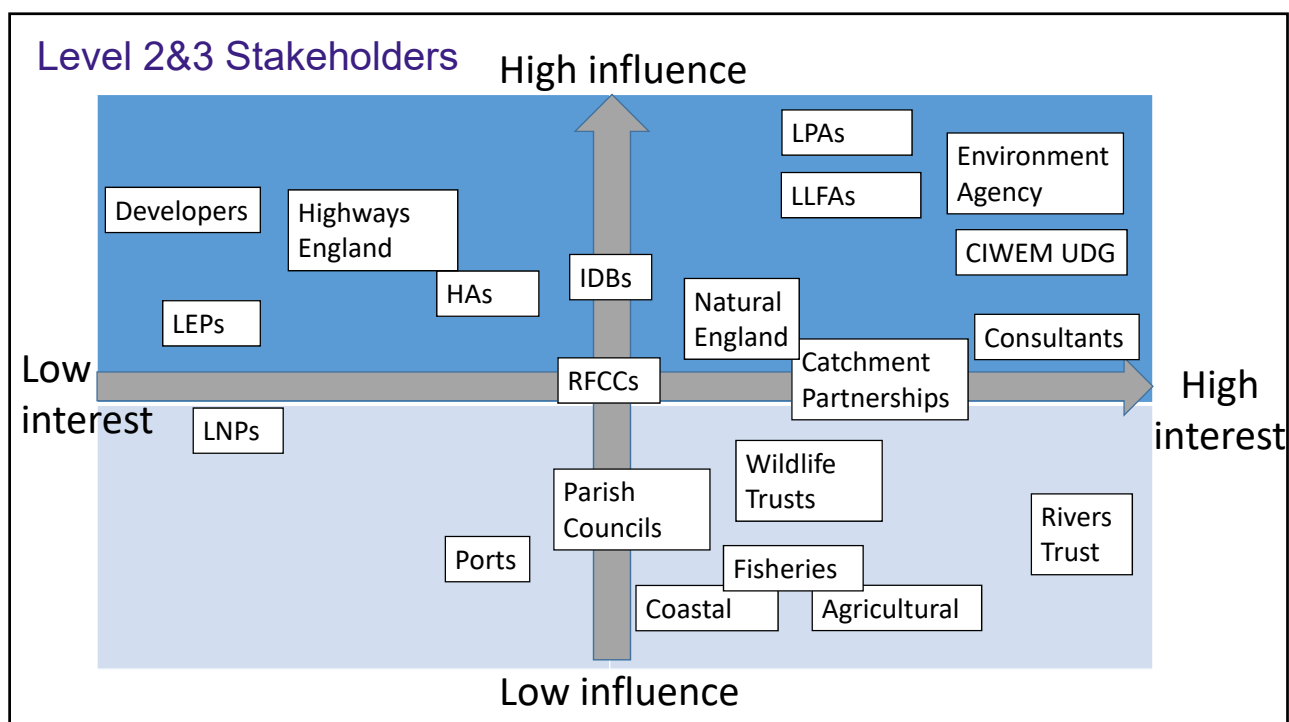 Level 2&3 Stakeholders
High influence
LPAs
Environment
Agency
LLFAs
Developers
Highways
England
CIWEM UDG
IDBs
HAs
Natural
England
LEPs
Consultants
Catchment
Partnerships
Low
interest
RFCCs
High
interest
LNPs
Wildlife
Trusts
Parish
Councils
Rivers
Trust
Ports
Fisheries
Coastal
Agricultural
Low influence